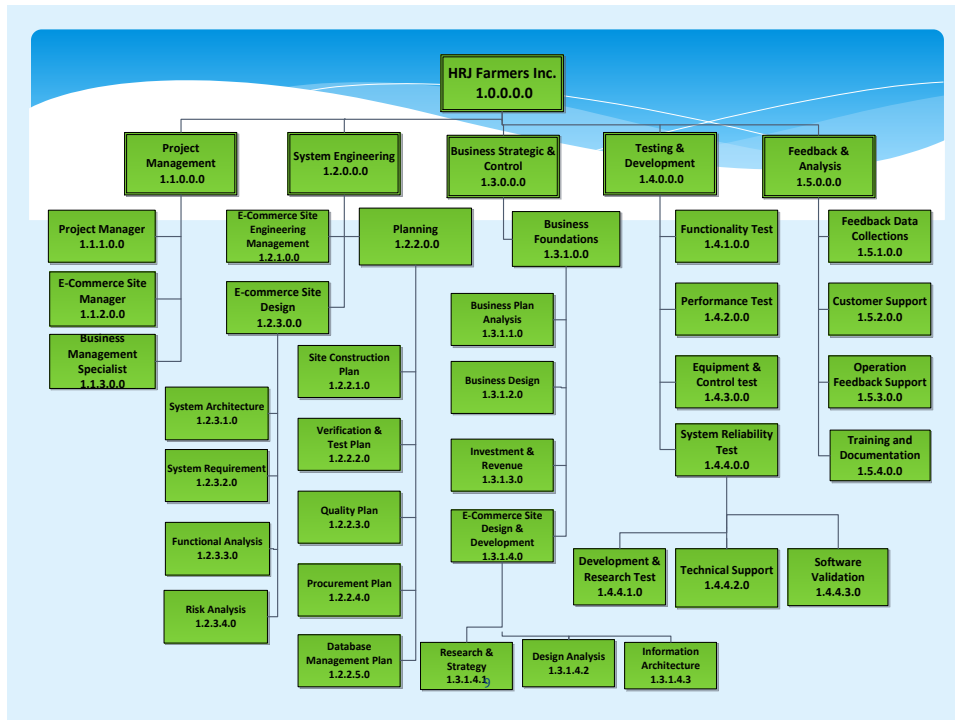 HRJ Farmers Inc.
1.0.0.0.0
Project
Management
1.1.0.0.0
System Engineering
1.2.0.0.0
Business Strategic &
Control
1.3.0.0.0
Testing &
Development
1.4.0.0.0
Feedback &
Analysis
1.5.0.0.0
Project Manager
1.1.1.0.0
E-Commerce Site
Manager
1.1.2.0.0
Business
Management
Specialist
1.1.3.0.0
E-Commerce Site
Engineering
Management
1.2.1.0.0
Planning
1.2.2.0.0
E-commerce Site
Design
1.2.3.0.0
System Architecture
1.2.3.1.0
System Requirement
1.2.3.2.0
Functional Analysis
1.2.3.3.0
Risk Analysis
1.2.3.4.0
Site Construction
Plan
1.2.2.1.0
Verification &
Test Plan
1.2.2.2.0
Quality Plan
1.2.2.3.0
Procurement Plan
1.2.2.4.0
Database
Management Plan
1.2.2.5.0
Business
Foundations
1.3.1.0.0
Business Plan
Analysis
1.3.1.1.0
Business Design
1.3.1.2.0
Investment &
Revenue
1.3.1.3.0
E-Commerce Site
Design &
Development
1.3.1.4.0
Research &
Strategy
1.3.1.4.1
Design Analysis
1.3.1.4.2
Information
Architecture
1.3.1.4.3
Functionality Test
1.4.1.0.0
Performance Test
1.4.2.0.0
Equipment &
Control test
1.4.3.0.0
System Reliability
Test
1.4.4.0.0
Development &
Research Test
1.4.4.1.0
Technical Support
1.4.4.2.0
Software
Validation
1.4.4.3.0
Feedback Data
Collections
1.5.1.0.0
Customer Support
1.5.2.0.0
Operation
Feedback Support
1.5.3.0.0
Training and
Documentation
1.5.4.0.0
9